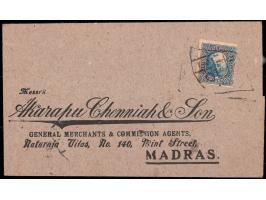 Messrs
Akarapu Chenniah & Son
GENERAL MERCHANTS & COMMISSION AGENTS,
Nataraja Vilas, No. 140, Mint Street,
MADRAS.